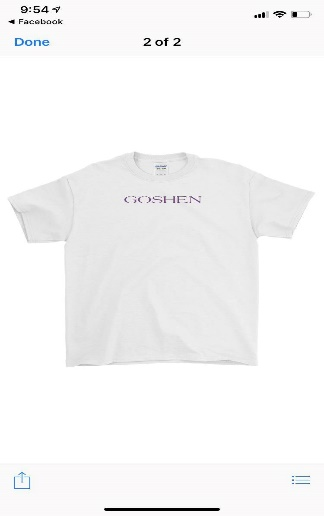 9:54
◀ Facebook
Done
2 of 2
GOSHEN